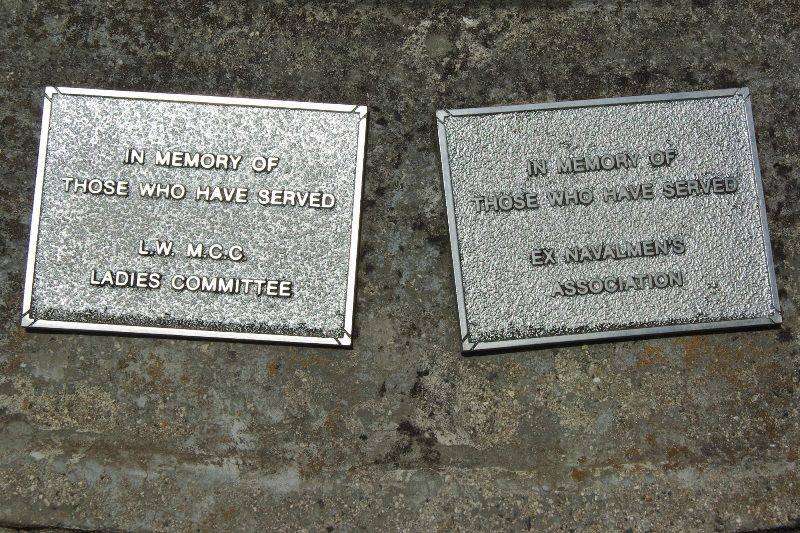 IN MEMORY OF
THOSE WHO HAVE SERVED
L.W. M.C.C.
LADIES COMMITTEE
IN MEMORY OF
THOSE WHO HAVE SERVED
EX NAVALMEN'S
ASSOCIATION